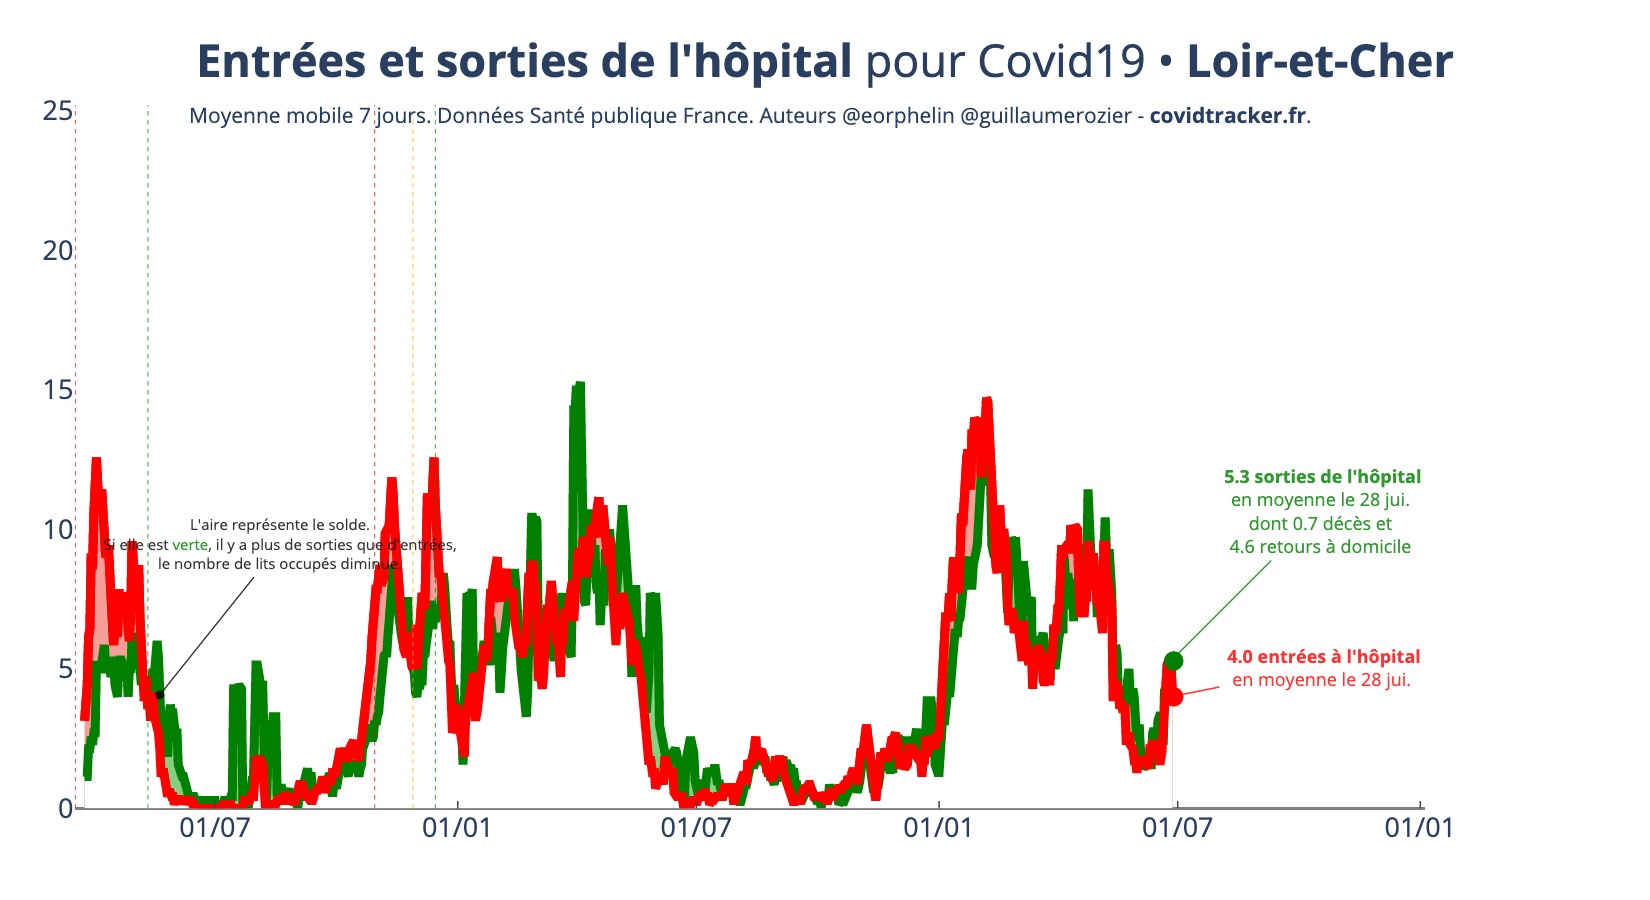 Entrées et sorties de l'hôpital pour Covid19 • Loir-et-Cher
Moyenne mobile 7 jours. Données Santé publique France. Auteurs @eorphelin @guillaumerozier - covidtracker.fr.
25
20
15
10
5
0
L'aire représente le solde.
Si elle est verte, il y a plus de sorties que d'entrées,
le nombre de lits occupés diminue.
5.3 sorties de l'hôpital
en moyenne le 28 jui.
dont 0.7 décès et
4.6 retours à domicile
4.0 entrées à l'hôpital
en moyenne le 28 jui.
01/07 01/01 01/07 01/01 01/07 01/01